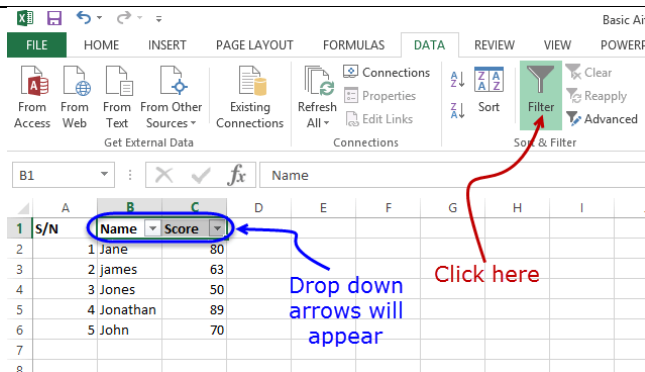 Basic Ai
FILE HOME INSERT PAGE LAYOUT FORMULAS DATA REVIEW VIEW POWERP
From Access
From Web
From Text
From Other Sources
Existing Connections
Get External Data
Refresh All
Connections
Properties
Edit Links
Connections
A Z
Z A
Z A A Z
Sort
Filter
Clear
Reapply
Advanced
Sort & Filter
B1 fx Name
A B C D E F G H I
1 S/N Name Score
2 1 Jane 80
3 2 james 63
4 3 Jones 50
5 4 Jonathan 89
6 5 John 70
7
8
Drop down
arrows will
appear
Click here